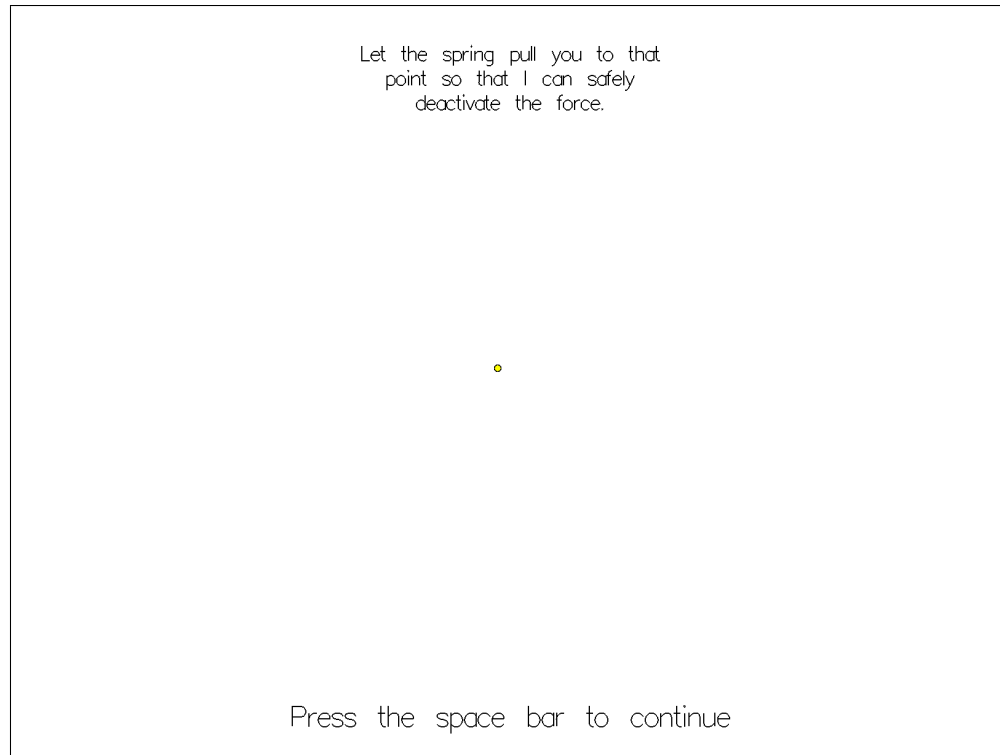 Let the spring pull you to that
point so that I can safely
deactivate the force.
Press the space bar to continue